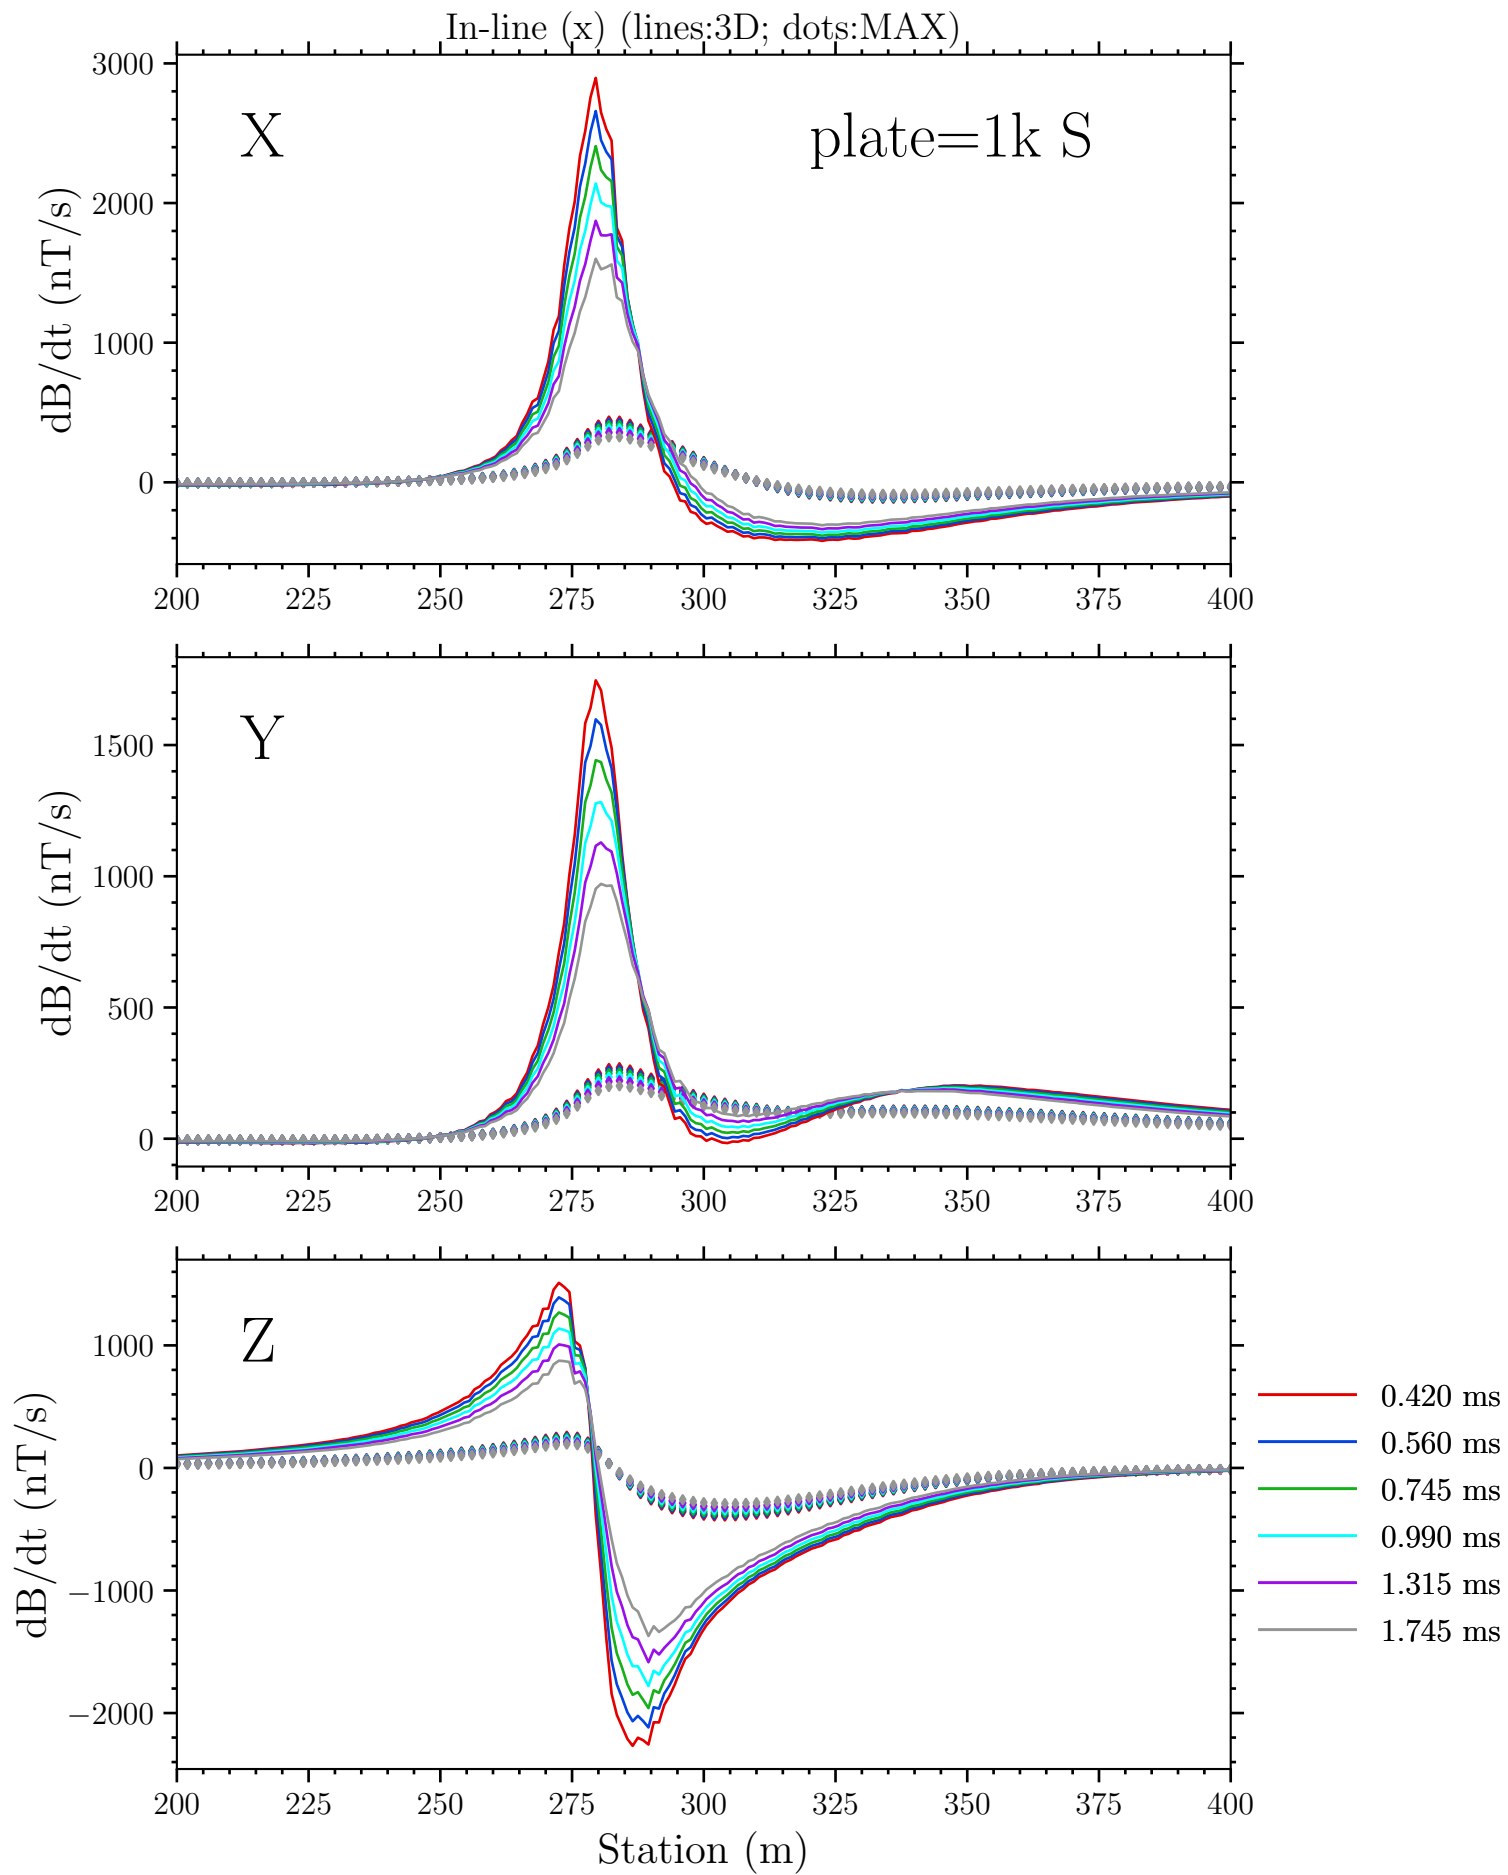 In-line (x) (lines:3D; dots:MAX)
3000
2000
1000
0
dB/dt (nT/s)
X
plate=1k S
200 225 250 275 300 325 350 375 400
1500
1000
500
0
dB/dt (nT/s)
Y
200 225 250 275 300 325 350 375 400
1000
0
−1000
−2000
dB/dt (nT/s)
Z
200 225 250 275 300 325 350 375 400
Station (m)
0.420 ms
0.560 ms
0.745 ms
0.990 ms
1.315 ms
1.745 ms